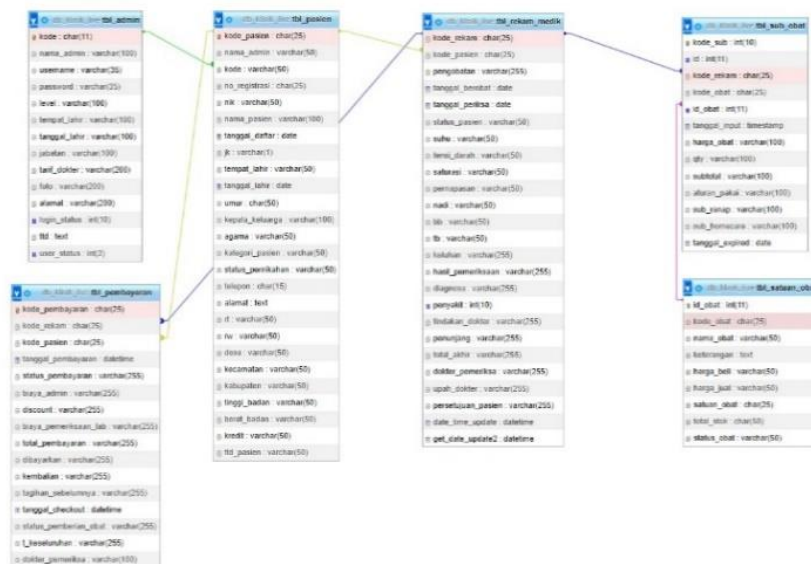 tbl_admin
kode : char(11)
nama_admin : varchar(100)
username : varchar(25)
password : varchar(25)
level : varchar(100)
tempat_lahir : varchar(100)
tanggal_lahir : varchar(100)
jabatan : varchar(100)
tarif_dokter : varchar(200)
foto : varchar(200)
alamat : varchar(200)
login_status : int(10)
ttd : text
user_status : int(2)
tbl_pembayaran
kode_pembayaran : char(25)
kode_rekam : char(25)
kode_pasien : char(25)
tanggal_pembayaran : datetime
status_pembayaran : varchar(255)
biaya_admin : varchar(255)
discount : varchar(255)
biaya_pemeriksaan_lab : varchar(255)
total_pembayaran : varchar(255)
dibayarkan : varchar(255)
kembalian : varchar(255)
tagihan_sebelumnya : varchar(255)
tanggal_checkout : datetime
status_pemberian_obat : varchar(255)
t_keseluruhan : varchar(255)
dokter_pemeriksa : varchar(100)
tbl_pasien
kode_pasien : char(25)
nama_admin : varchar(50)
kode : varchar(50)
no_registrasi : char(25)
nik : varchar(50)
nama_pasien : varchar(100)
tanggal_daftar : date
jk : varchar(1)
tempat_lahir : varchar(50)
tanggal_lahir : date
umur : char(50)
kepala_keluarga : varchar(100)
agama : varchar(50)
kategori_pasien : varchar(50)
status_pernikahan : varchar(50)
telepon : char(15)
alamat : text
rt : varchar(50)
rw : varchar(50)
desa : varchar(50)
kecamatan : varchar(50)
kabupaten : varchar(50)
tinggi_badan : varchar(50)
berat_badan : varchar(50)
kredit : varchar(50)
ttd_pasien : varchar(50)
tbl_rekam_medik
kode_rekam : char(25)
kode_pasien : char(25)
pengobatan : varchar(255)
tanggal_berobat : date
tanggal_periksa : date
status_pasien : varchar(50)
suhu : varchar(50)
tensi_darah : varchar(50)
saturasi : varchar(50)
pernapasan : varchar(50)
nadi : varchar(50)
bb : varchar(50)
tb : varchar(50)
keluhan : varchar(255)
hasil_pemeriksaan : varchar(255)
diagnosa : varchar(255)
penyakit : int(10)
tindakan_dokter : varchar(255)
penunjang : varchar(255)
total_akhir : varchar(255)
dokter_pemeriksa : varchar(255)
upah_dokter : varchar(255)
persetujuan_pasien : varchar(255)
date_time_update : datetime
get_date_update2 : datetime
tbl_sub_obat
kode_sub : int(10)
id : int(11)
kode_rekam : char(25)
kode_obat : char(25)
id_obat : int(11)
tanggal_input : timestamp
harga_obat : varchar(100)
qty : varchar(100)
subtotal : varchar(100)
aturan_pakai : varchar(100)
sub_ranap : varchar(100)
sub_homecare : varchar(100)
tanggal_expired : date
tbl_satuan_obat
id_obat : int(11)
kode_obat : char(25)
nama_obat : varchar(50)
keterangan : text
harga_beli : varchar(50)
harga_jual : varchar(50)
satuan_obat : char(25)
total_stok : char(50)
status_obat : varchar(50)